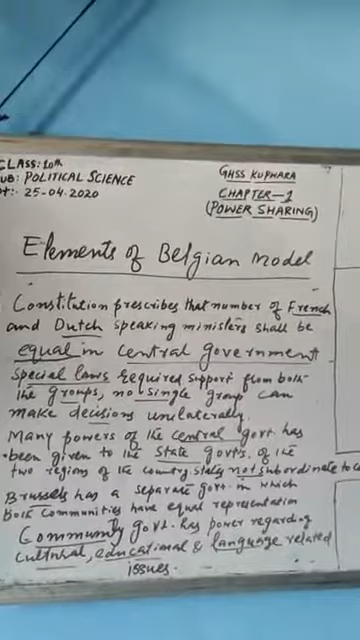 CLASS: 10th
SUB: POLITICAL SCIENCE
Dt:- 25-04.2020
GHSS KUPHARA
CHAPTER-1
(POWER SHARING)
Elements of Belgian Model
Constitution prescribes that number of French
and Dutch speaking ministers shall be
equal in central government
special laws required support from both
the groups, no single group can
make decisions unilaterally.
Many powers of the central govt. has
been given to the State govts. of the
two regions of the country. States not subordinate to
Brussels has a separate govt. in which
both communities have equal representation
Community govt. has power regarding
cultural, educational & language related
issues.